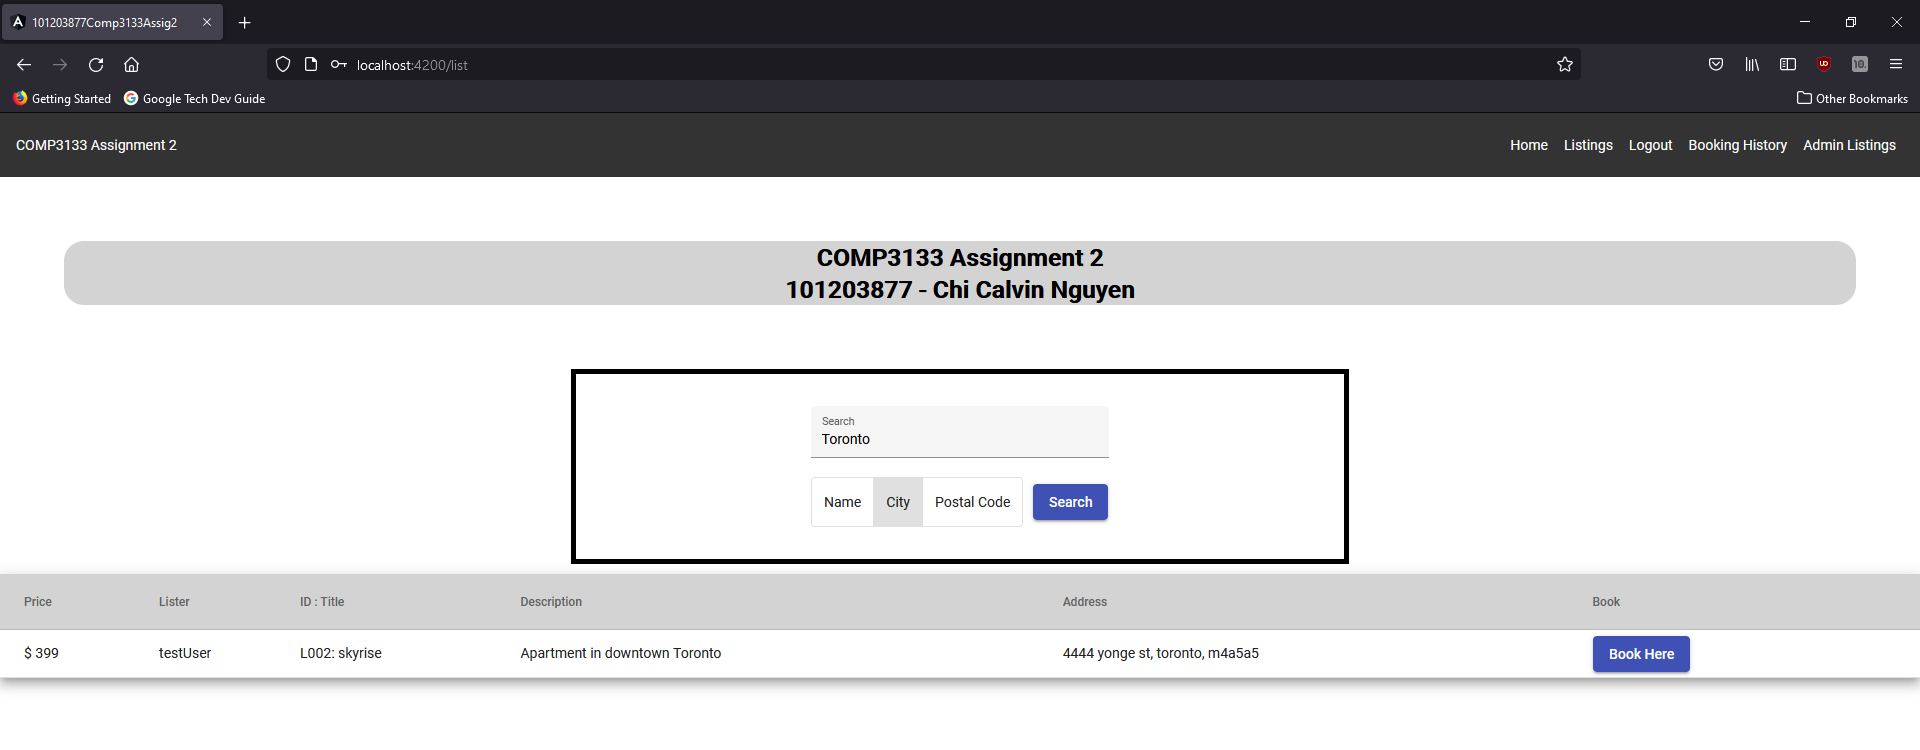 101203877Comp3133Assig2
localhost:4200/list
Getting Started Google Tech Dev Guide Other Bookmarks
COMP3133 Assignment 2 Home Listings Logout Booking History Admin Listings
COMP3133 Assignment 2
101203877 - Chi Calvin Nguyen
Search
Toronto
Name City Postal Code Search
Price Lister ID : Title Description Address Book
$ 399 testUser L002: skyrise Apartment in downtown Toronto 4444 yonge st, toronto, m4a5a5 Book Here